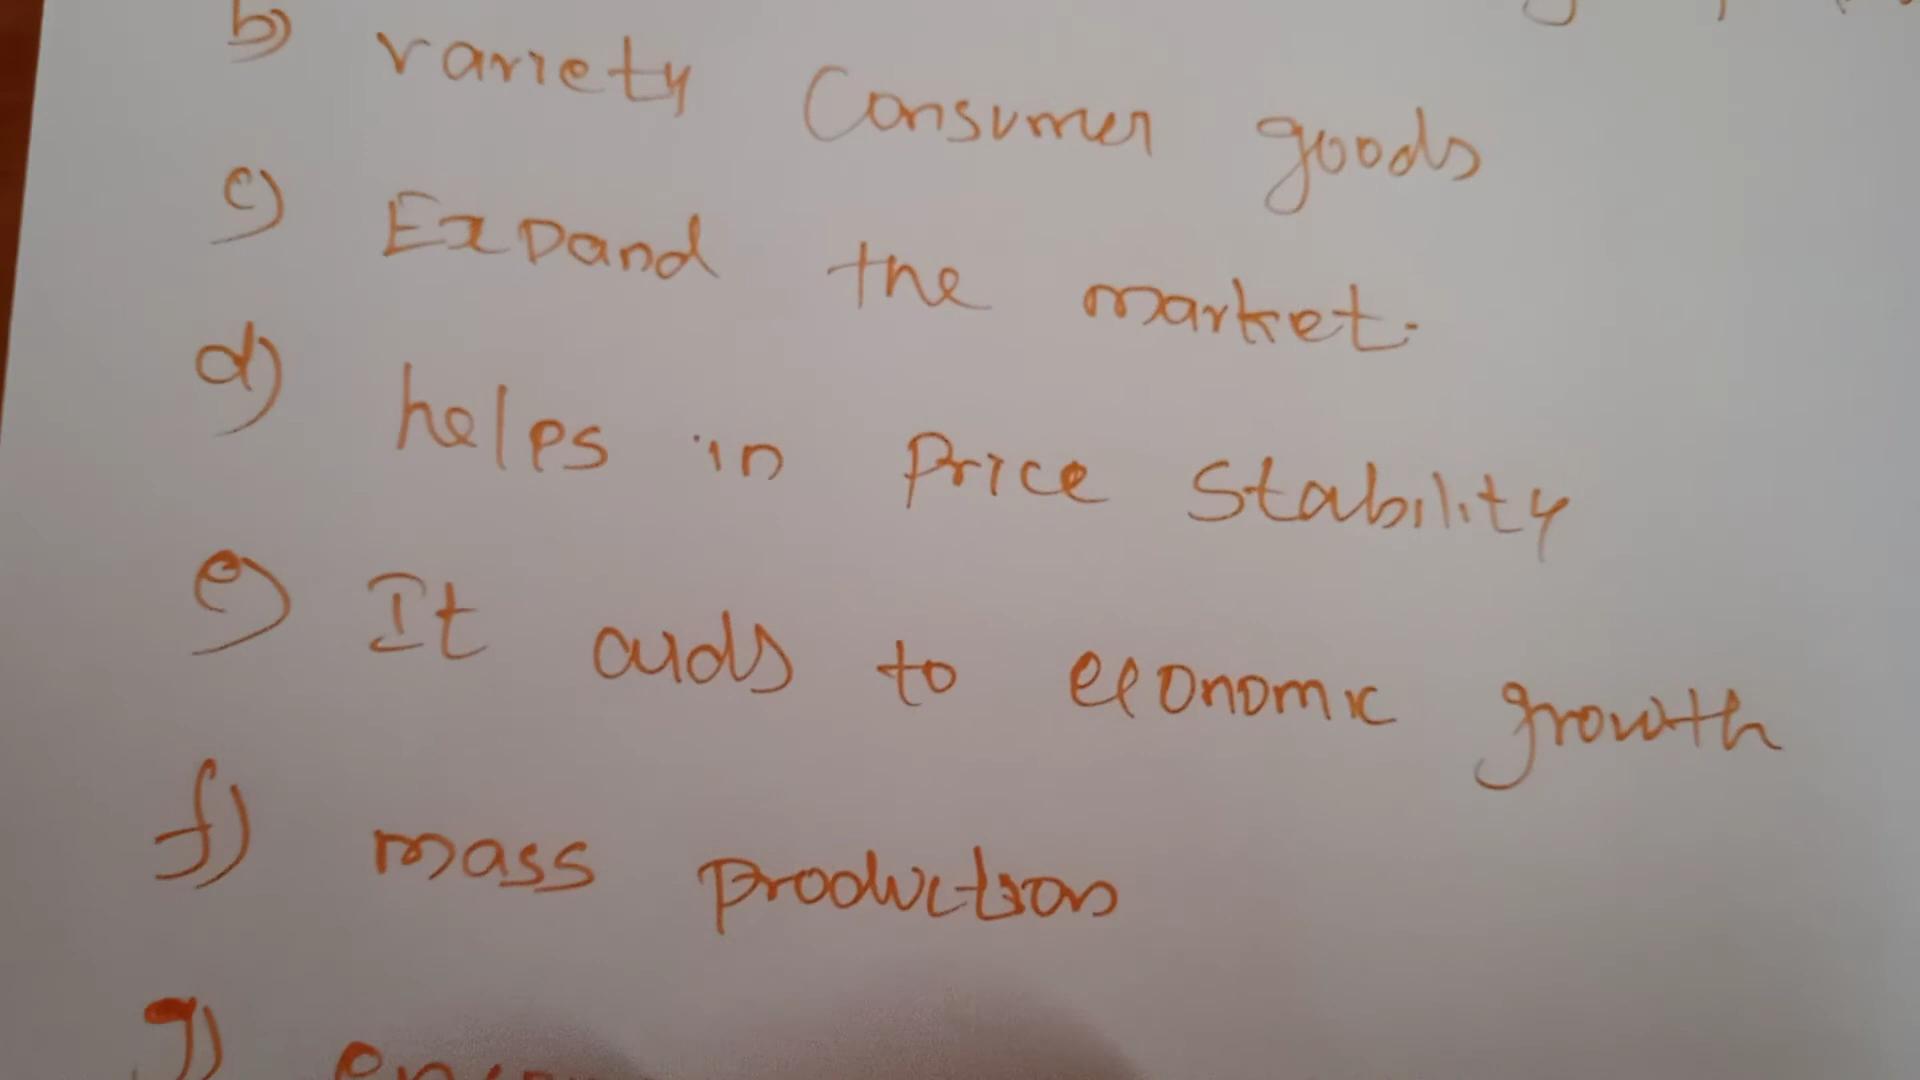 b) variety Consumer goods
c) Expand the market.
d) helps in Price Stability
e) It aids to economic growth
f) mass production
g)